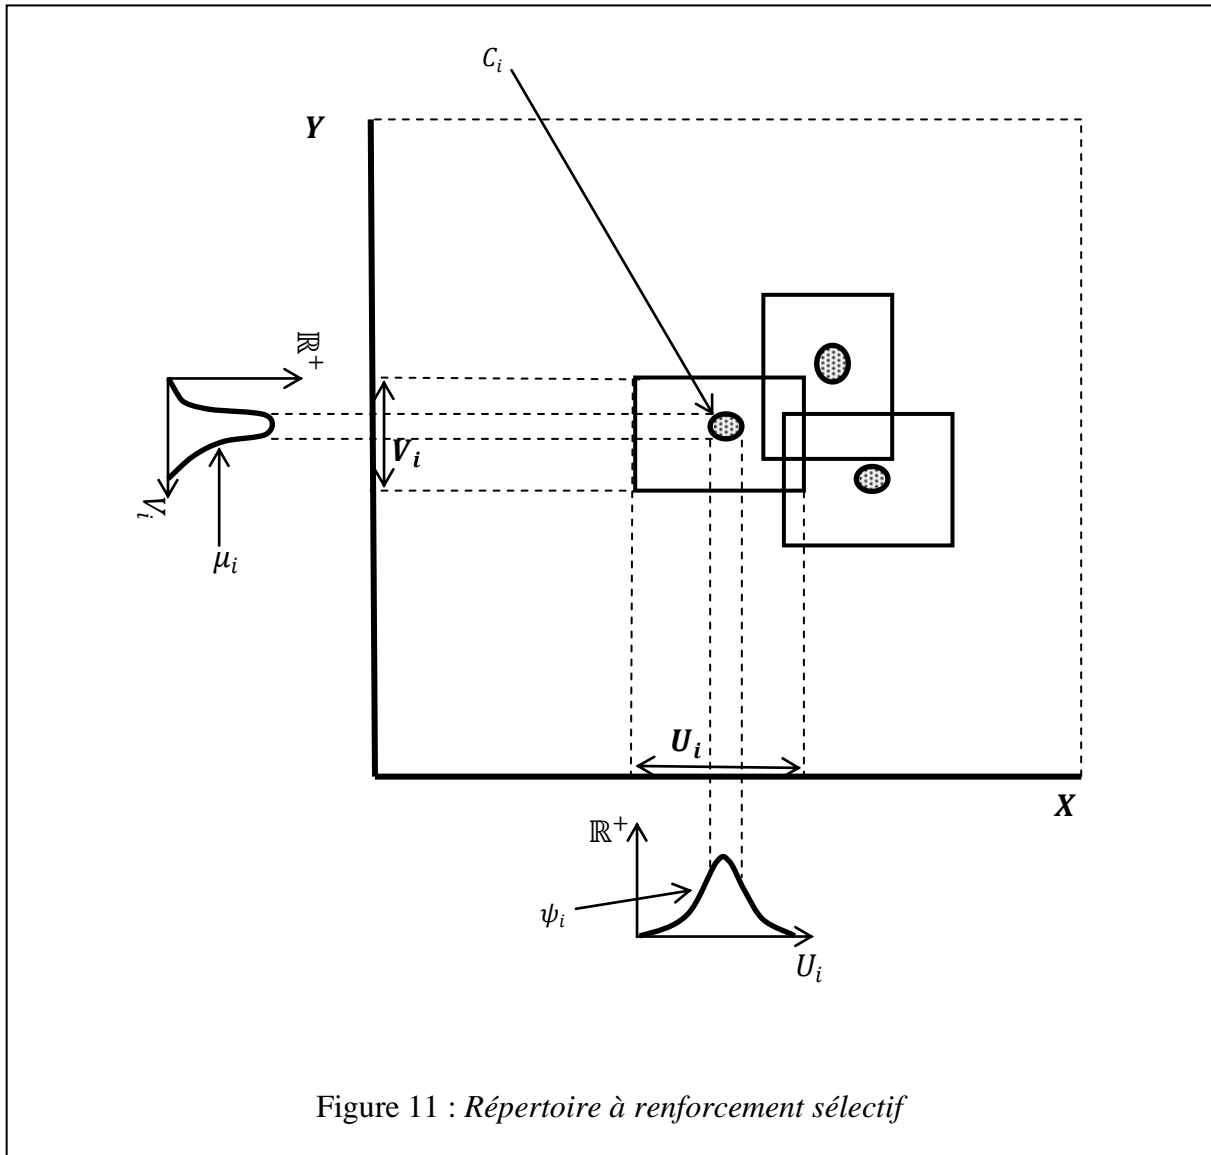 C_i
Y
ℝ⁺
V_i
V_i
μ_i
U_i
X
ℝ⁺
ψ_i
U_i
Figure 11 : Répertoire à renforcement sélectif